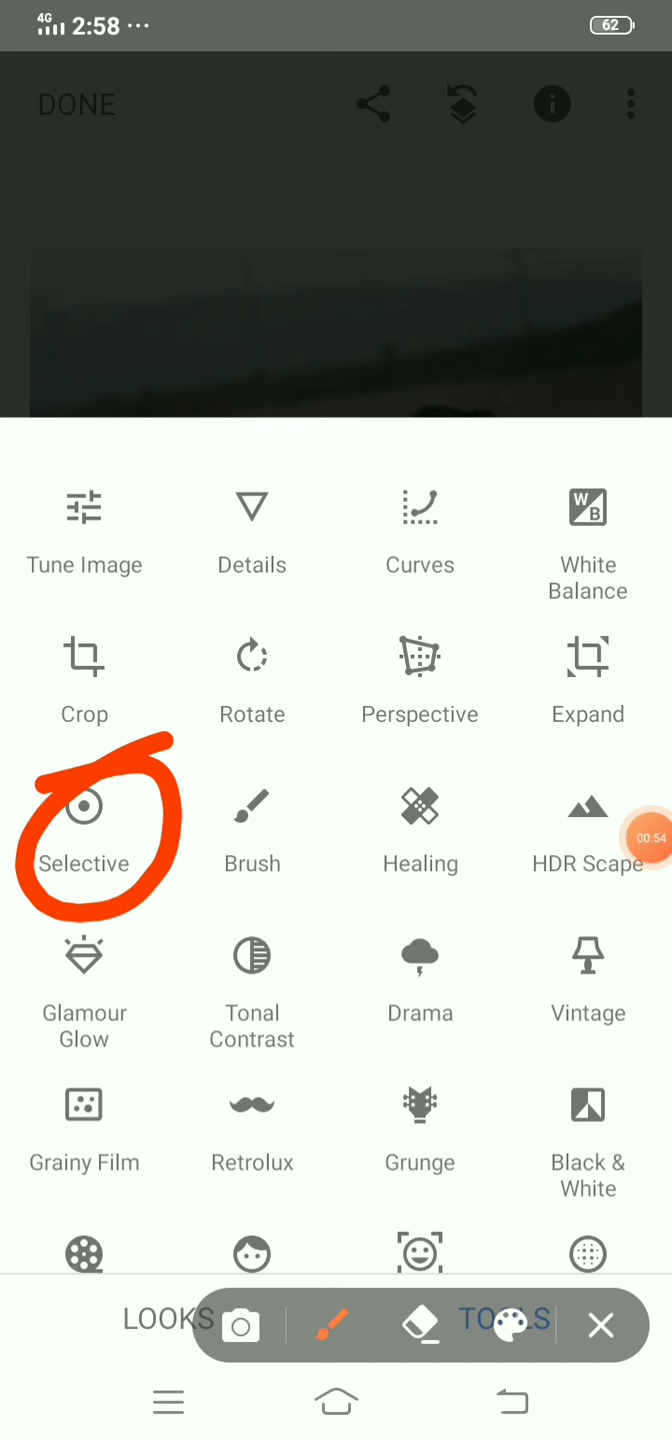 4G 2:58 ... 62
DONE
Tune Image Details Curves White Balance
W B
Crop Rotate Perspective Expand
Selective Brush Healing HDR Scape
00:54
Glamour Glow Tonal Contrast Drama Vintage
Grainy Film Retrolux Grunge Black & White
LOOKS TOOLS